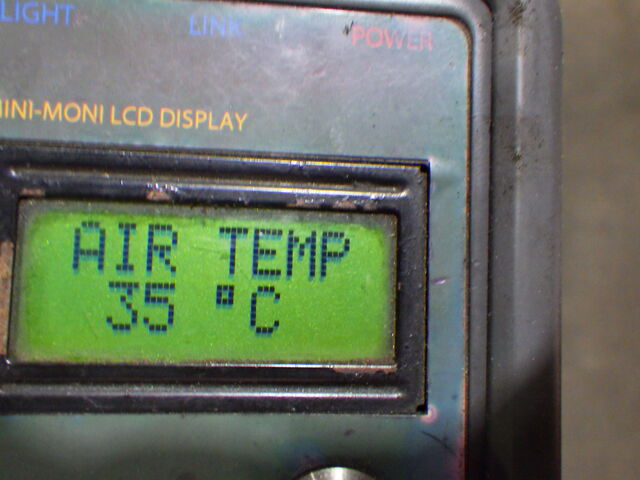 LIGHT LINK POWER
MINI-MONI LCD DISPLAY
AIR TEMP
35 °C